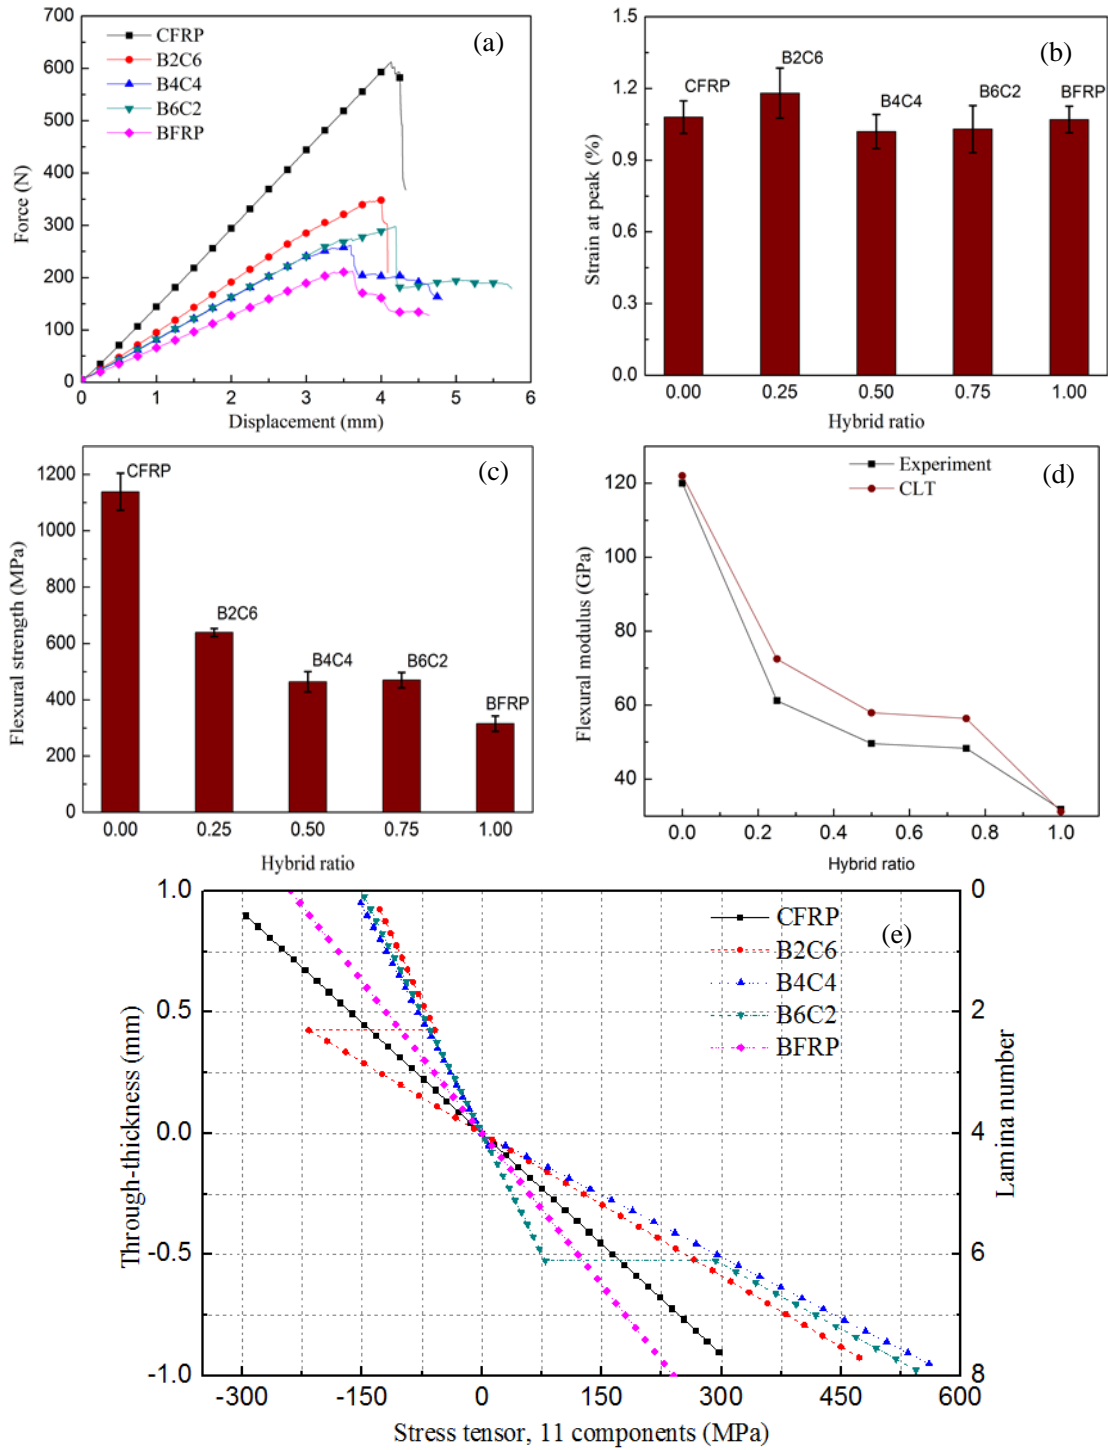 700
600
500
400
300
200
100
0
Force (N)
CFRP
B2C6
B4C4
B6C2
BFRP
(a)
0 1 2 3 4 5 6
Displacement (mm)
1.5
1.2
0.9
0.6
0.3
0.0
Strain at peak (%)
CFRP
B2C6
B4C4
B6C2
BFRP
(b)
0.00 0.25 0.50 0.75 1.00
Hybrid ratio
1200
1000
800
600
400
200
0
Flexural strength (MPa)
CFRP
B2C6
B4C4
B6C2
BFRP
(c)
0.00 0.25 0.50 0.75 1.00
Hybrid ratio
120
100
80
60
40
Flexural modulus (GPa)
Experiment
CLT
(d)
0.0 0.2 0.4 0.6 0.8 1.0
Hybrid ratio
1.0
0.5
0.0
-0.5
-1.0
Through-thickness (mm)
CFRP
B2C6
B4C4
B6C2
BFRP
(e)
0
2
4
6
8
Lamina number
-300 -150 0 150 300 450 600
Stress tensor, 11 components (MPa)